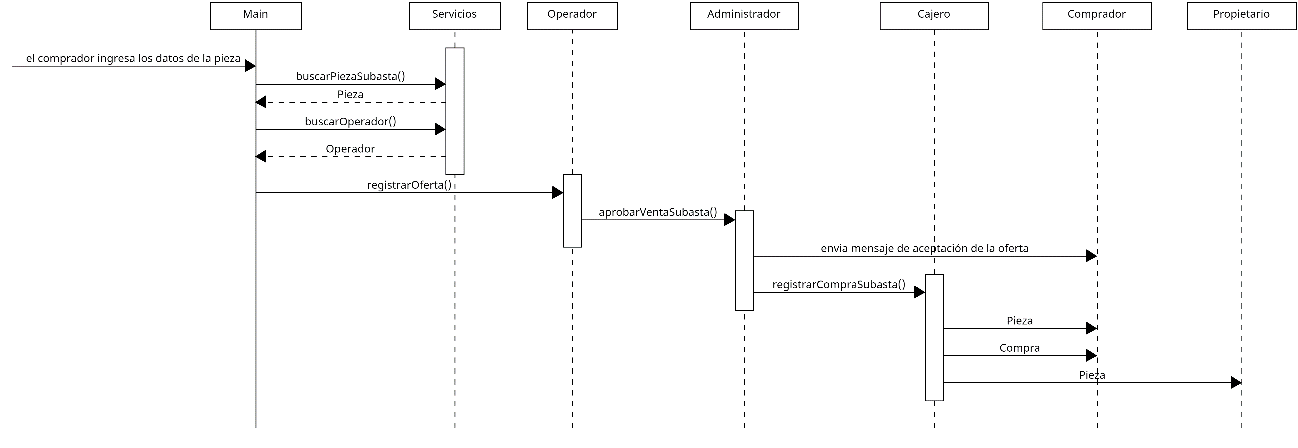 Main
Servicios
Operador
Administrador
Cajero
Comprador
Propietario
el comprador ingresa los datos de la pieza
buscarPiezaSubasta()
Pieza
buscarOperador()
Operador
registrarOferta()
aprobarVentaSubasta()
envia mensaje de aceptación de la oferta
registrarCompraSubasta()
Pieza
Compra
Pieza